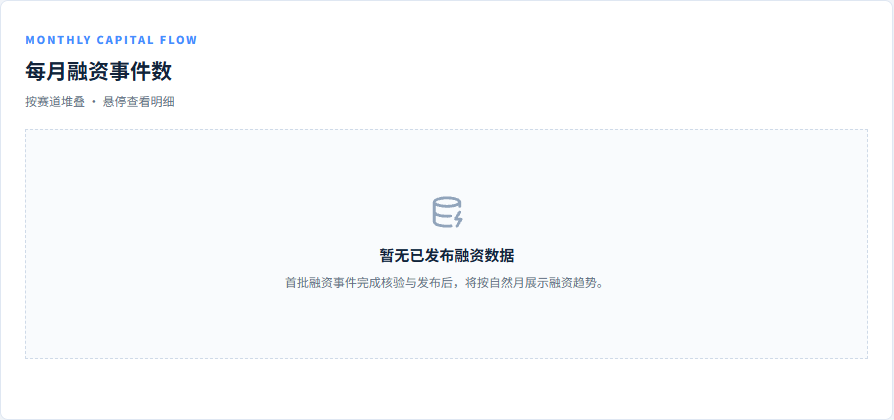 MONTHLY CAPITAL FLOW
每月融资事件数
按赛道堆叠 · 悬停查看明细
暂无已发布融资数据
首批融资事件完成核验与发布后，将按自然月展示融资趋势。